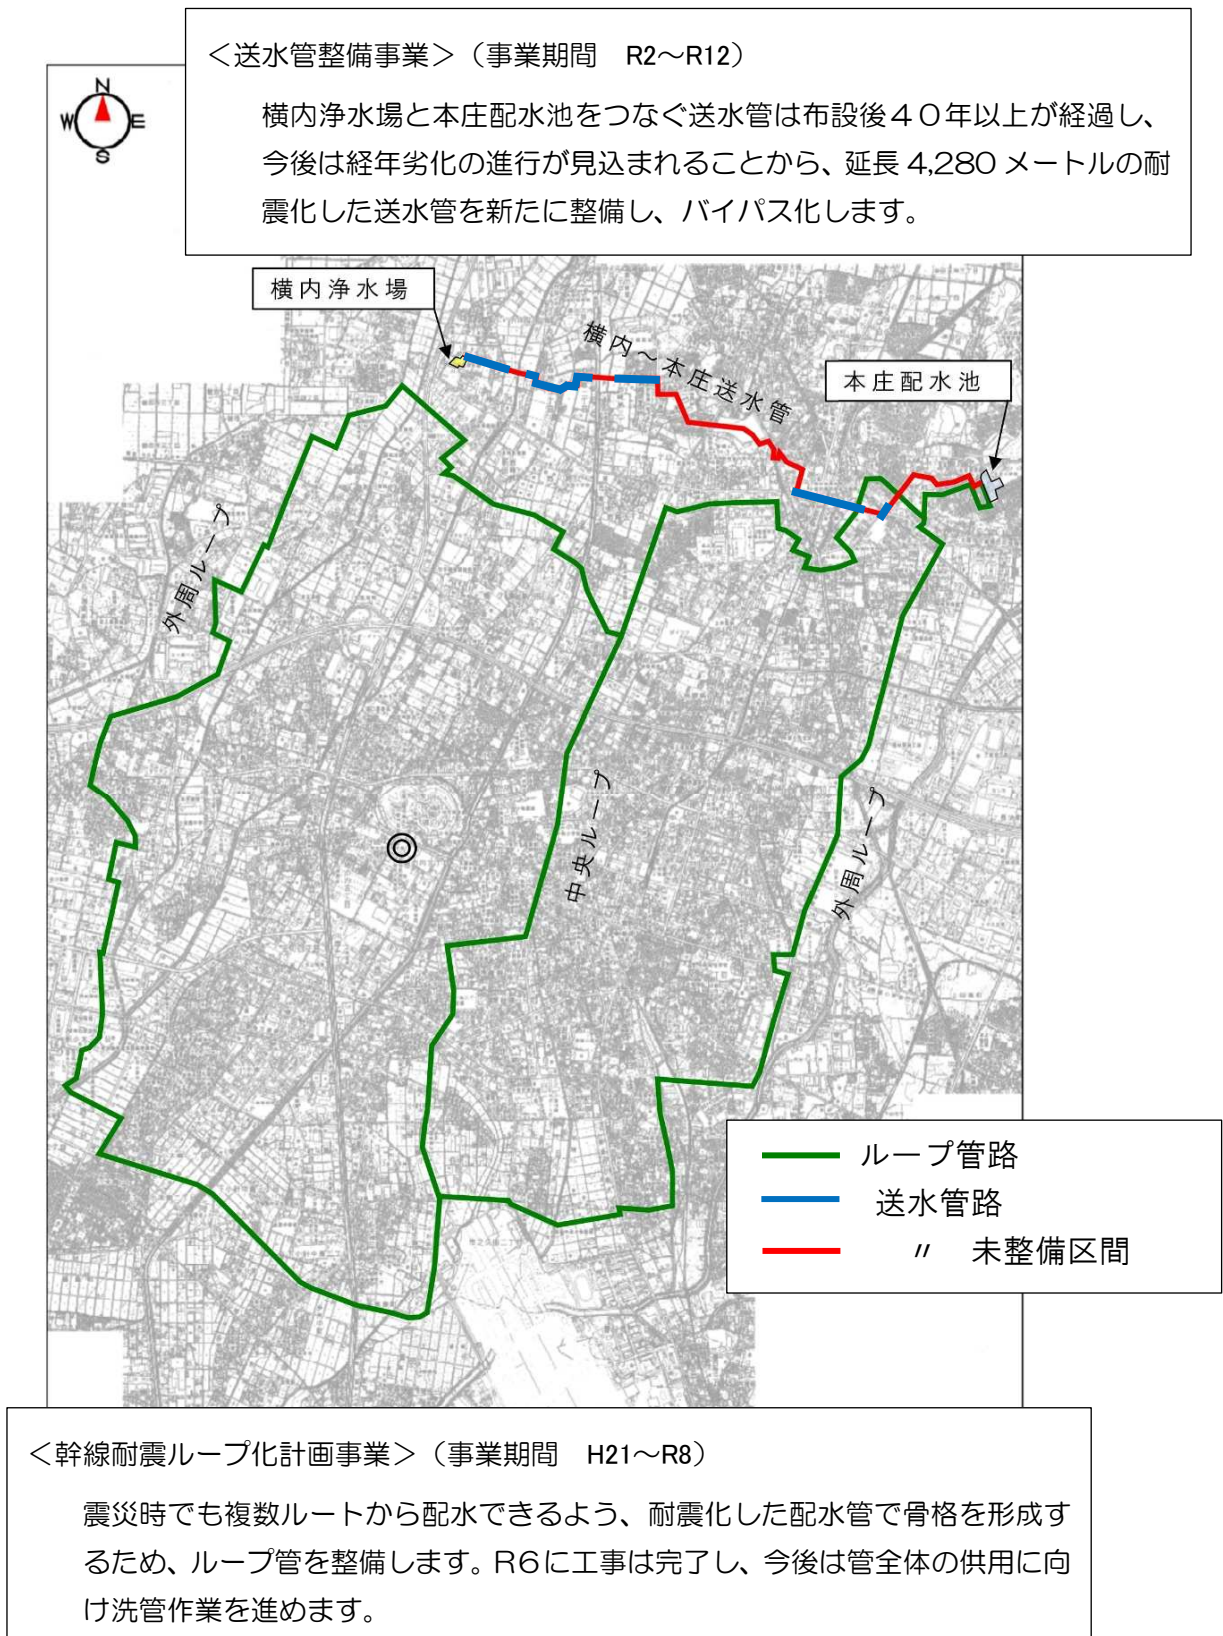 ＜送水管整備事業＞（事業期間　R2～R12）
横内浄水場と本庄配水池をつなぐ送水管は布設後４０年以上が経過し、
今後は経年劣化の進行が見込まれることから、延長 4,280 メートルの耐
震化した送水管を新たに整備し、バイパス化します。
N
W E
S
横内浄水場
横内～本庄送水管
本庄配水池
外周ループ
中央ループ
外周ループ
ループ管路
送水管路
〃　未整備区間
＜幹線耐震ループ化計画事業＞（事業期間　H21～R8）
震災時でも複数ルートから配水できるよう、耐震化した配水管で骨格を形成す
るため、ループ管を整備します。R６に工事は完了し、今後は管全体の供用に向
け洗管作業を進めます。